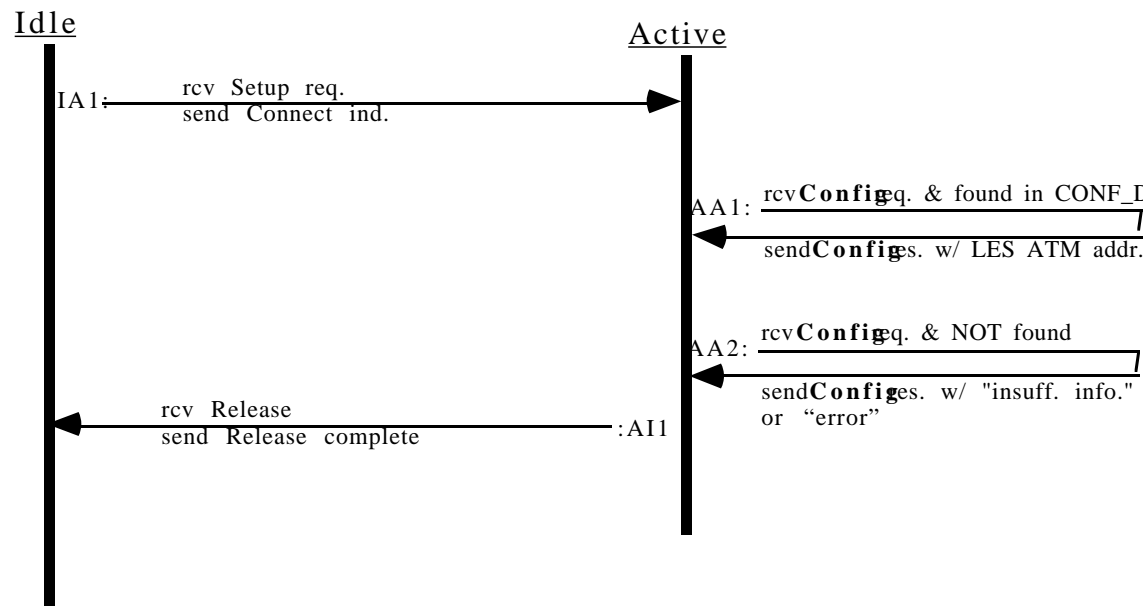 Idle
Active
IA1:
rcv Setup req.
send Connect ind.
AA1:
rcv Config req. & found in CONF_D
send Config res. w/ LES ATM addr.
AA2:
rcv Config req. & NOT found
send Config res. w/ "insuff. info."
or “error”
rcv Release
send Release complete
:AI1